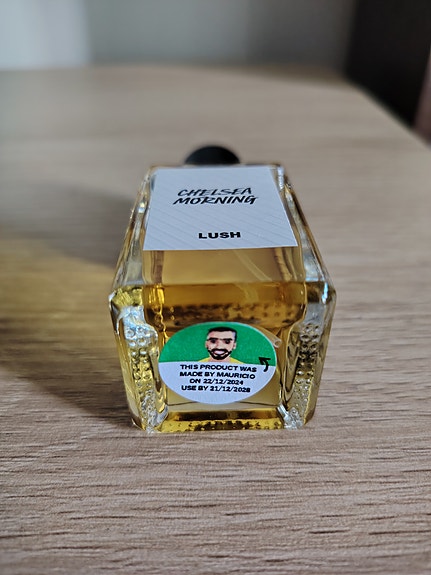 CHELSEA
MORNING
LUSH
THIS PRODUCT WAS
MADE BY MAURICIO
ON 22/12/2024
USE BY 21/12/2028